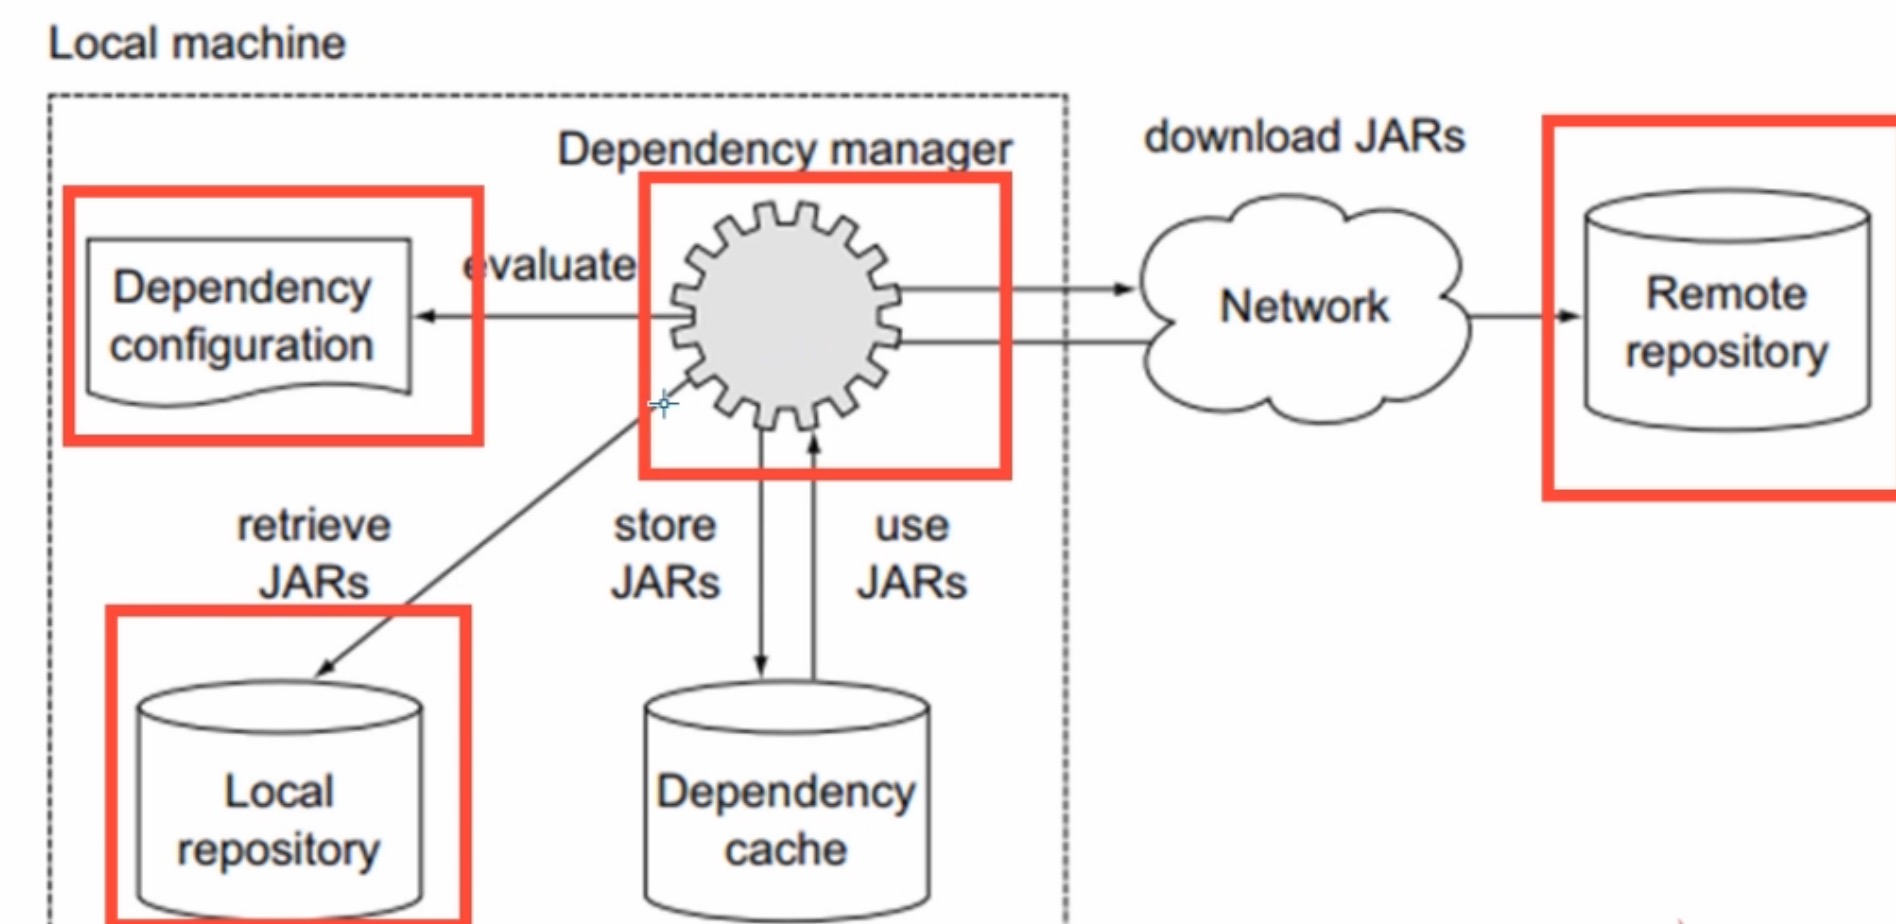 Local machine
Dependency manager
download JARs
Dependency
configuration
evaluate
Network
Remote
repository
retrieve
JARs
store
JARs
use
JARs
Local
repository
Dependency
cache